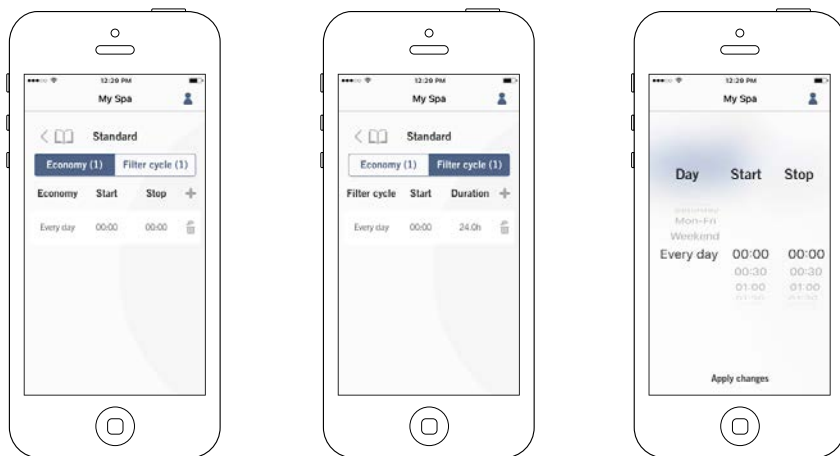 12:29 PM
My Spa
Standard
Economy (1) Filter cycle (1)
Economy Start Stop +
Every day 00:00 00:00
12:29 PM
My Spa
Standard
Economy (1) Filter cycle (1)
Filter cycle Start Duration +
Every day 00:00 24.0h
12:29 PM
My Spa
Day Start Stop
Mon-Fri
Weekend
Every day 00:00 00:00
00:30 00:30
01:00 01:00
Apply changes